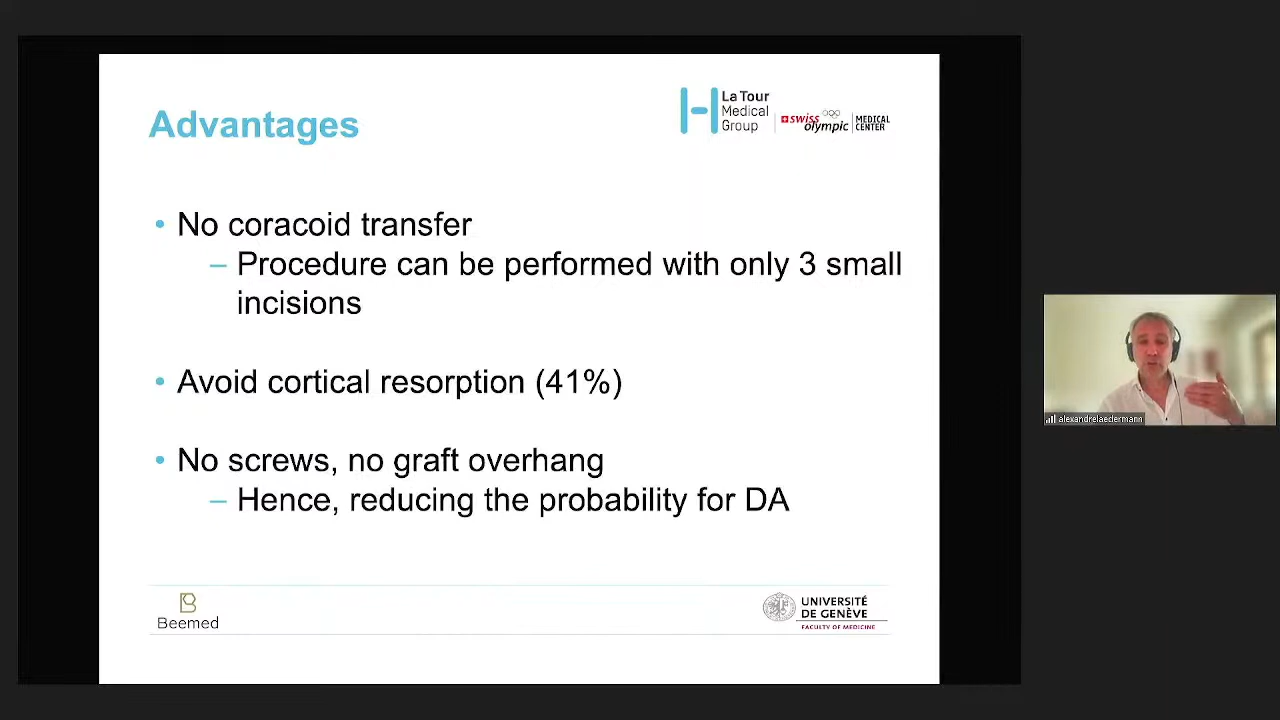 Advantages
La Tour
Medical
Group
swiss
olympic
MEDICAL
CENTER
• No coracoid transfer
– Procedure can be performed with only 3 small
incisions
• Avoid cortical resorption (41%)
• No screws, no graft overhang
– Hence, reducing the probability for DA
Beemed
UNIVERSITÉ
DE GENÈVE
FACULTY OF MEDICINE
alexandrelaedermann